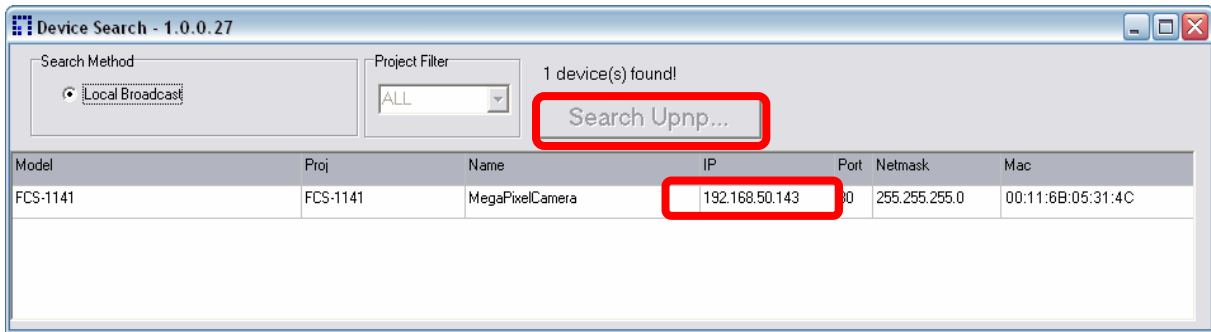 Device Search - 1.0.0.27
Search Method
Local Broadcast
Project Filter
ALL
1 device(s) found!
Search Upnp...
Model Proj Name IP Port Netmask Mac
FCS-1141 FCS-1141 MegaPixelCamera 192.168.50.143 255.255.255.0 00:11:6B:05:31:4C